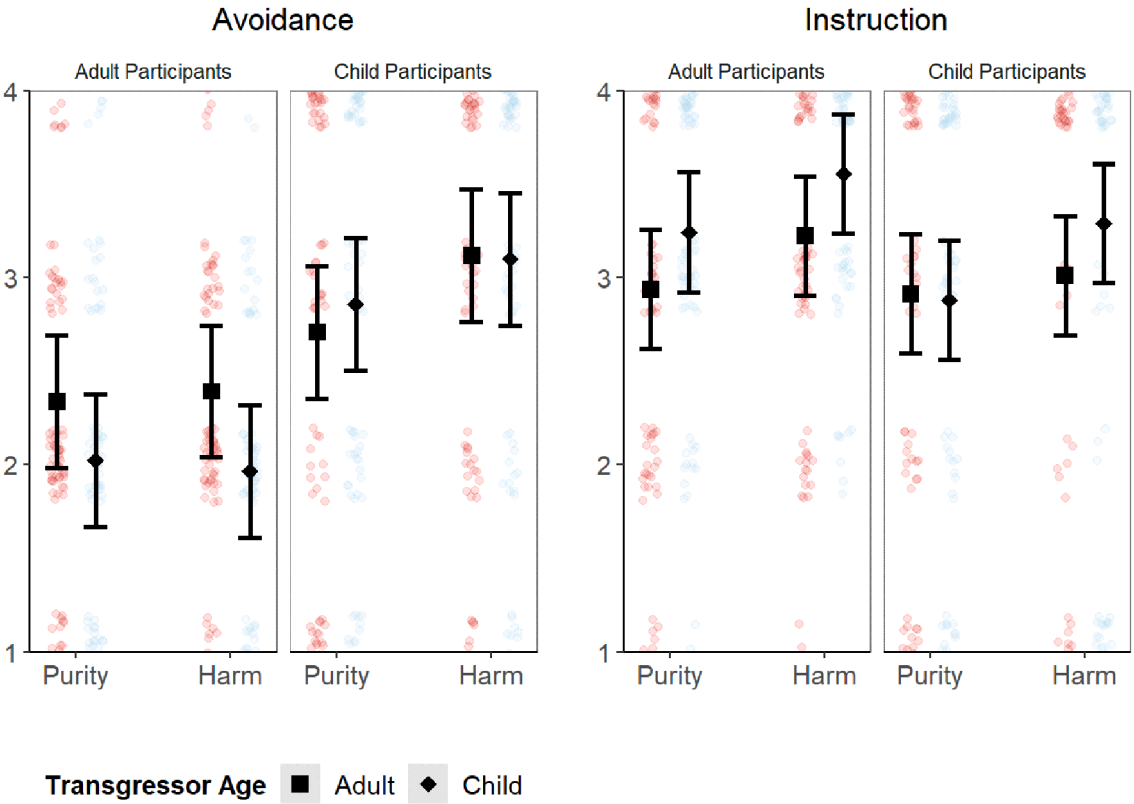 Avoidance Instruction
Adult Participants Child Participants Adult Participants Child Participants
4 4
3 3
2 2
1 1
Purity Harm Purity Harm Purity Harm Purity Harm
Transgressor Age Adult Child